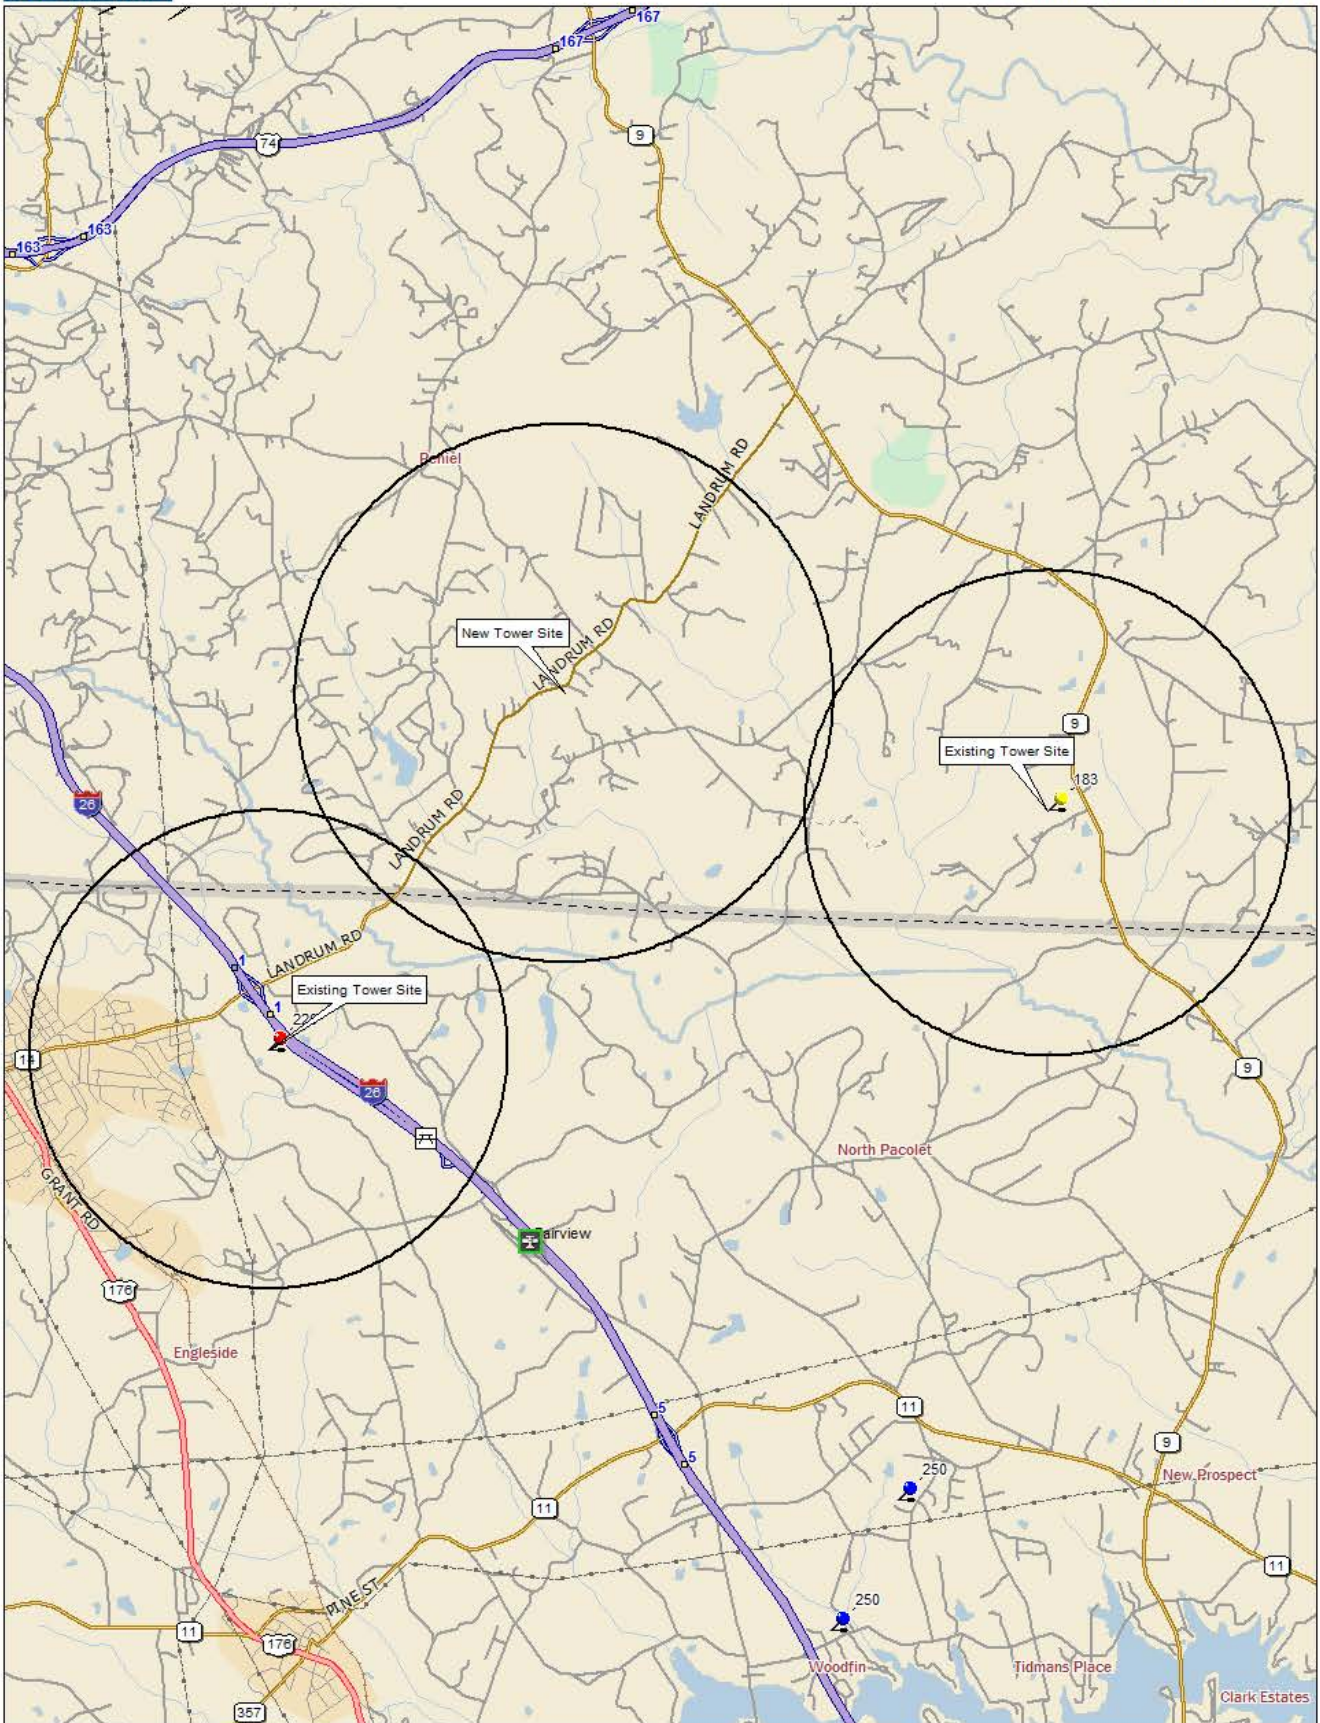 167
167
9
74
163
163
LANDRUM RD
Peniel
New Tower Site
LANDRUM RD
9
Existing Tower Site
183
26
LANDRUM RD
1
LANDRUM RD
Existing Tower Site
1
14
9
26
North Pacolet
GRANT RD
Fairview
176
Engleside
5
11
5
9
250
New Prospect
11
11
250
PINE ST
11
176
Woodfin
Tidmans Place
Clark Estates
357